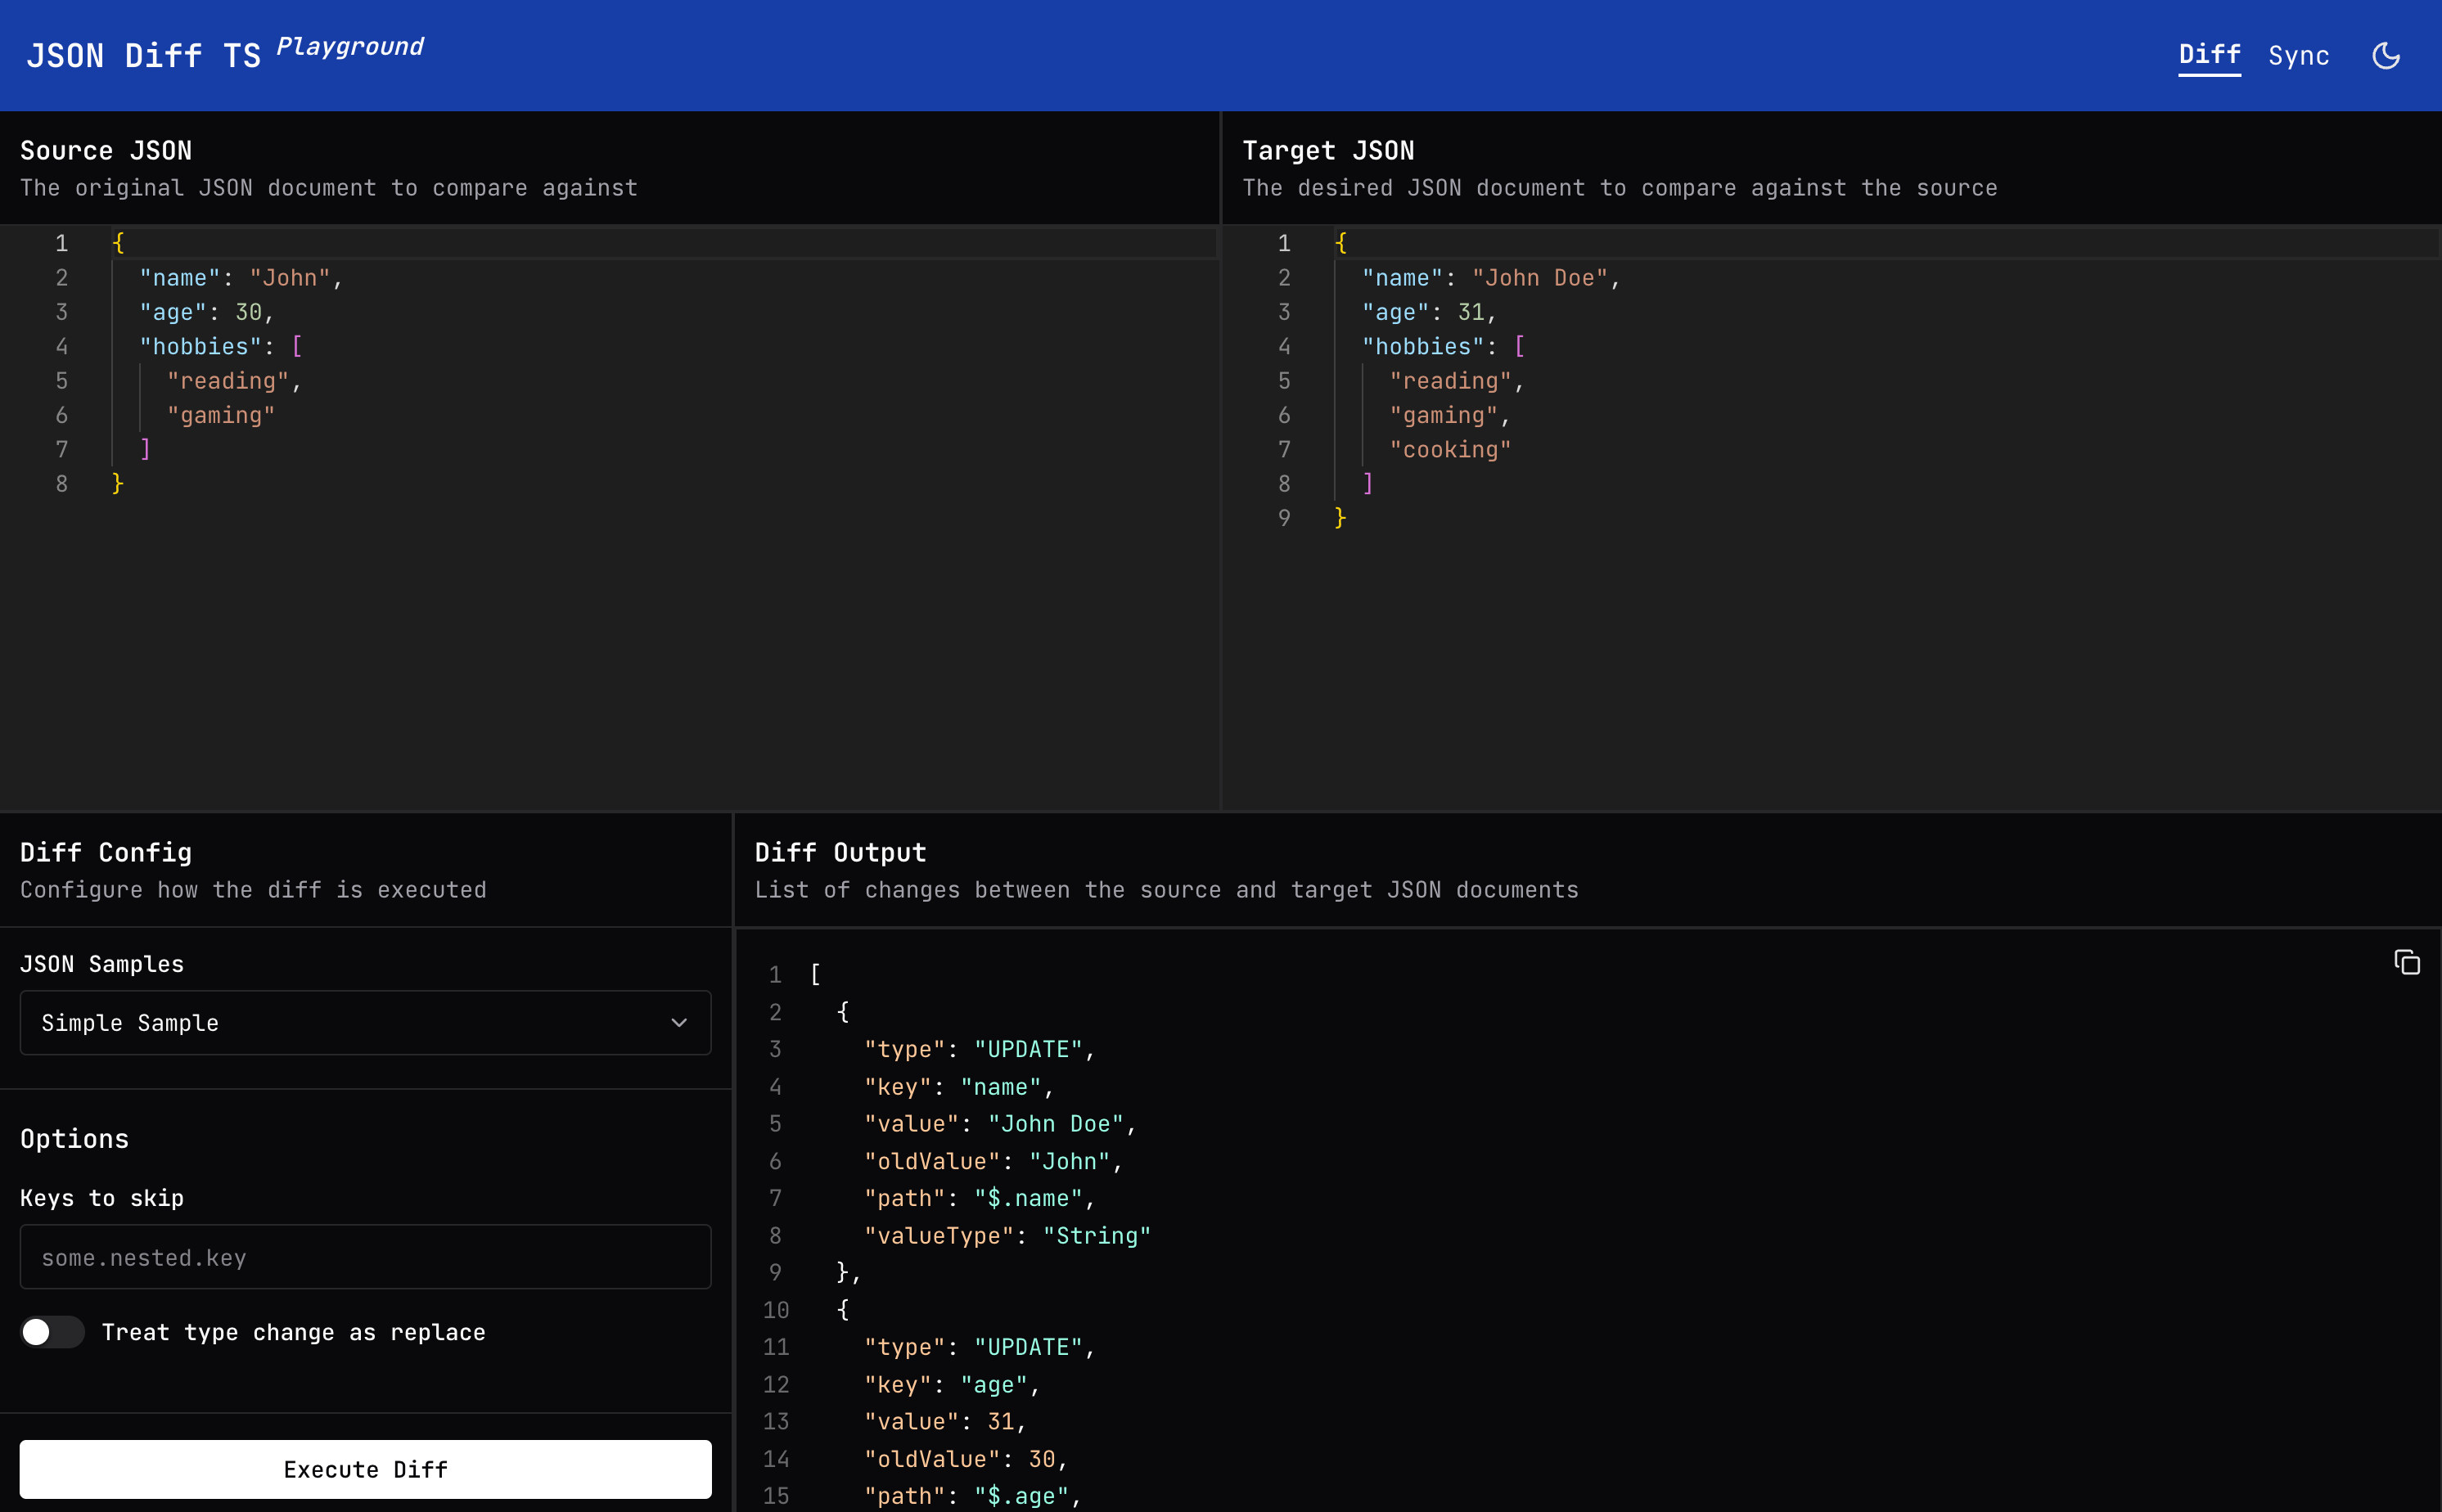 JSON Diff TS Playground
Diff
Sync
Source JSON
The original JSON document to compare against
1 {
2   "name": "John",
3   "age": 30,
4   "hobbies": [
5     "reading",
6     "gaming"
7   ]
8 }
Target JSON
The desired JSON document to compare against the source
1 {
2   "name": "John Doe",
3   "age": 31,
4   "hobbies": [
5     "reading",
6     "gaming",
7     "cooking"
8   ]
9 }
Diff Config
Configure how the diff is executed
JSON Samples
Simple Sample
Options
Keys to skip
some.nested.key
Treat type change as replace
Execute Diff
Diff Output
List of changes between the source and target JSON documents
1 [
2   {
3     "type": "UPDATE",
4     "key": "name",
5     "value": "John Doe",
6     "oldValue": "John",
7     "path": "$.name",
8     "valueType": "String"
9   },
10   {
11     "type": "UPDATE",
12     "key": "age",
13     "value": 31,
14     "oldValue": 30,
15     "path": "$.age",